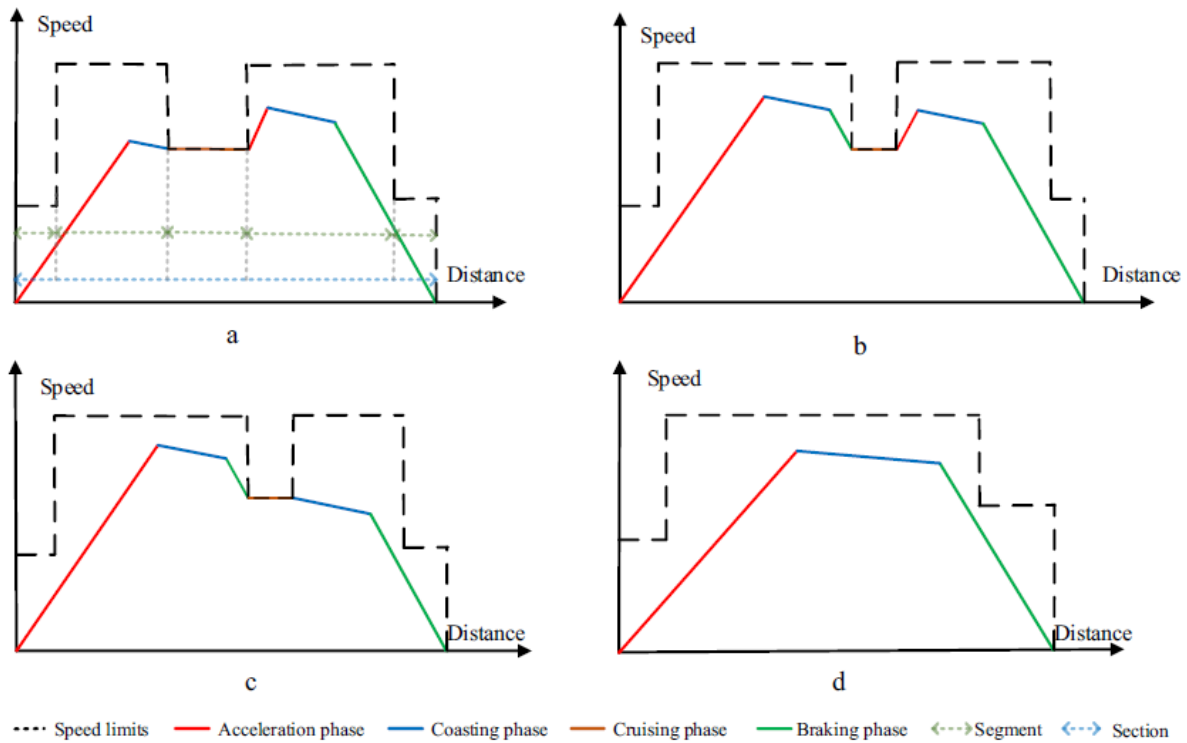 Speed
Distance
a
Speed
Distance
b
Speed
Distance
c
Speed
Distance
d
Speed limits Acceleration phase Coasting phase Cruising phase Braking phase Segment Section